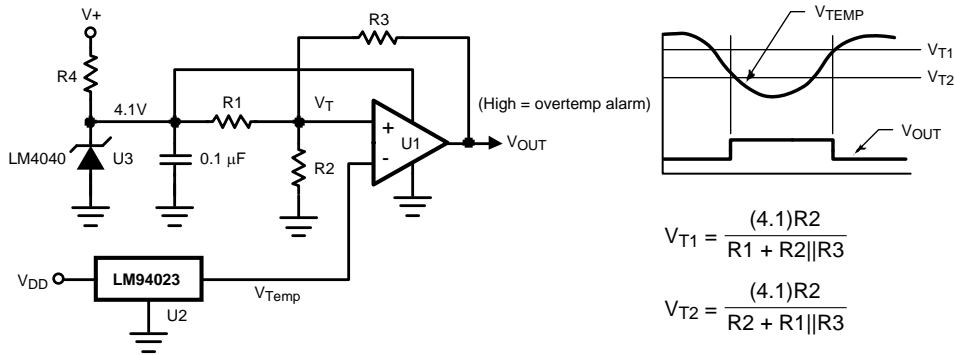 V+
R3
R4
4.1V
R1
VT
(High = overtemp alarm)
+
U1
-
VOUT
LM4040
U3
0.1 μF
R2
VDD
LM94023
VTemp
U2
VTEMP
VT1
VT2
VOUT
VT1 = (4.1)R2 / R1 + R2||R3
VT2 = (4.1)R2 / R2 + R1||R3